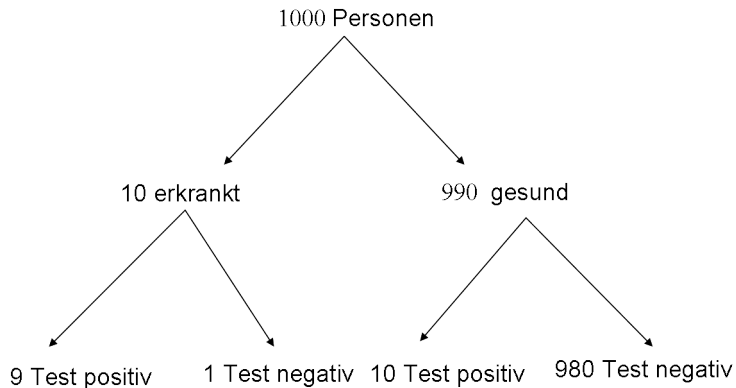 1000 Personen
10 erkrankt
990 gesund
9 Test positiv
1 Test negativ
10 Test positiv
980 Test negativ